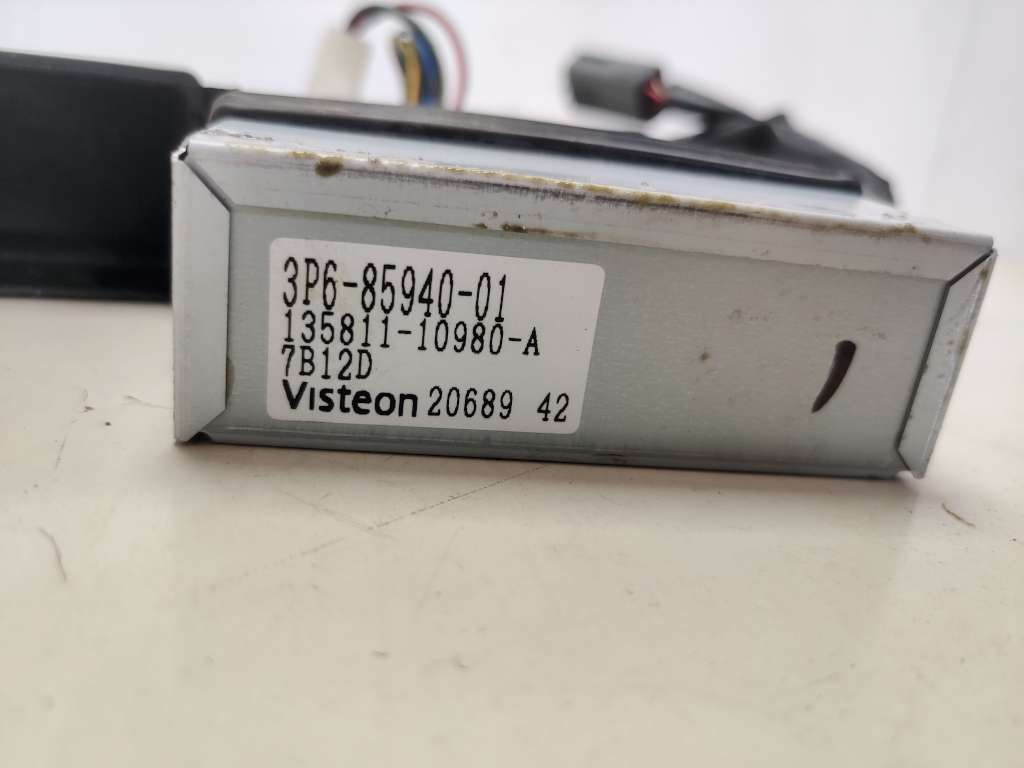 3P6-85940-01
135811-10980-A
7B12D
Visteon 20689 42